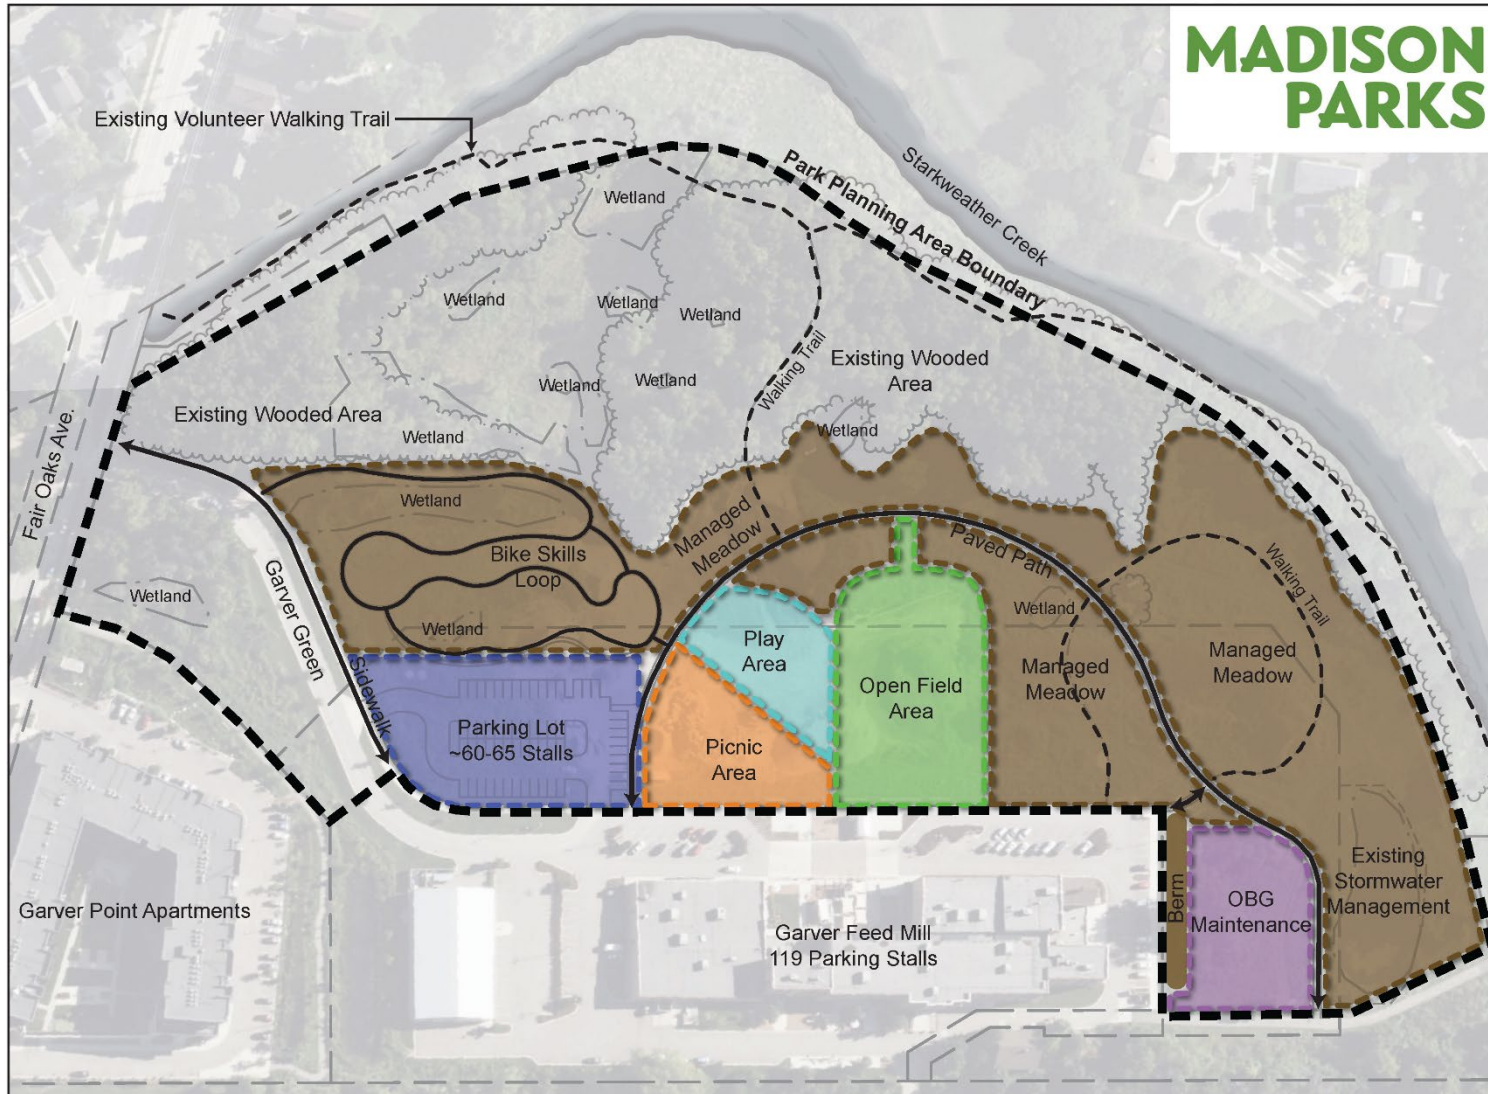 MADISON
PARKS
Existing Volunteer Walking Trail
Starkweather Creek
Park Planning Area Boundary
Wetland
Wetland
Wetland
Wetland
Walking Trail
Existing Wooded
Area
Wetland
Wetland
Existing Wooded Area
Wetland
Wetland
Fair Oaks Ave.
Wetland
Managed
Meadow
Paved Path
Bike Skills
Loop
Walking Trail
Garver Green
Wetland
Wetland
Wetland
Play
Area
Managed
Meadow
Managed
Meadow
Open Field
Area
Sidewalk
Parking Lot
~60-65 Stalls
Picnic
Area
Existing
Stormwater
Management
Berm
OBG
Maintenance
Garver Point Apartments
Garver Feed Mill
119 Parking Stalls